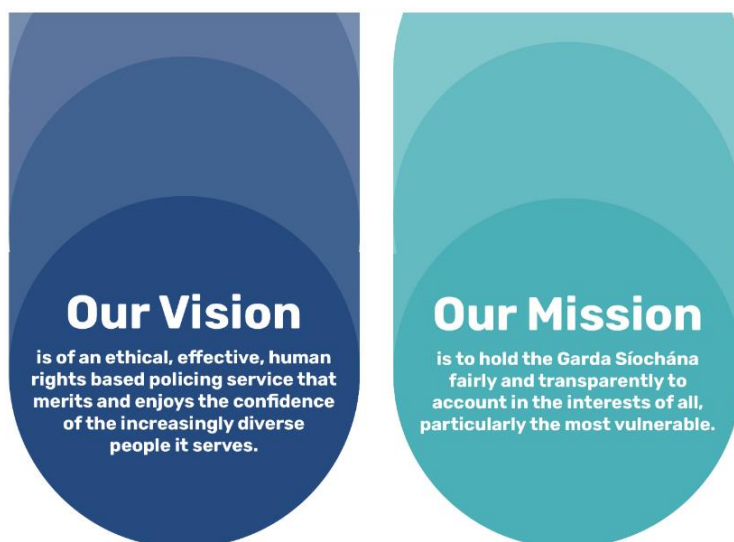 Our Vision
is of an ethical, effective, human
rights based policing service that
merits and enjoys the confidence
of the increasingly diverse
people it serves.
Our Mission
is to hold the Garda Síochána
fairly and transparently to
account in the interests of all,
particularly the most vulnerable.